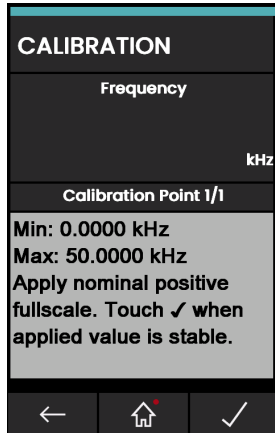 CALIBRATION
Frequency
kHz
Calibration Point 1/1
Min: 0.0000 kHz
Max: 50.0000 kHz
Apply nominal positive
fullscale. Touch ✓ when
applied value is stable.